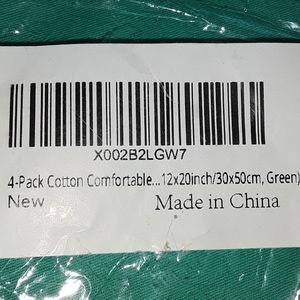 X002B2LGW7
4-Pack Cotton Comfortable...12x20inch/30x50cm, Green)
New
Made in China